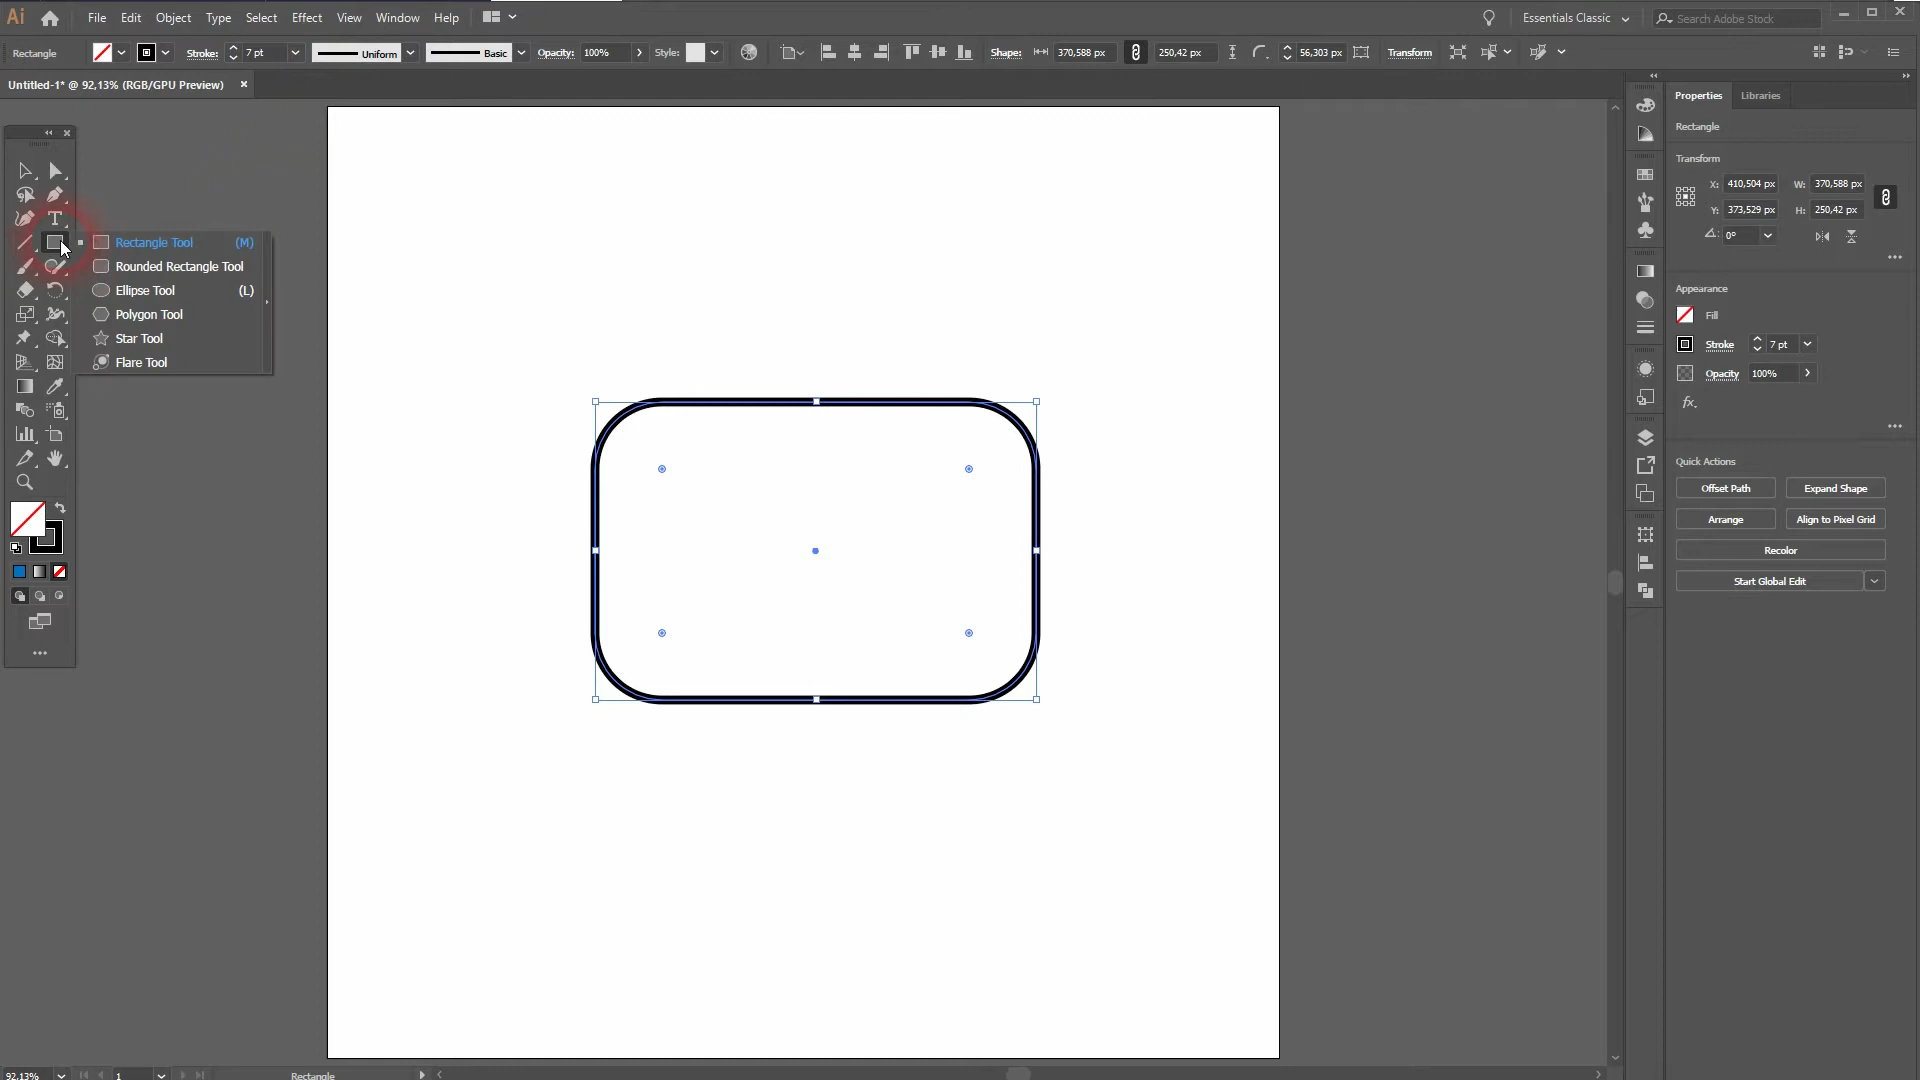 Ai File Edit Object Type Select Effect View Window Help Essentials Classic Search Adobe Stock
Rectangle Stroke: 7 pt Uniform Basic Opacity: 100% Style: Shape: 370,588 px 250,42 px 56,303 px Transform
Untitled-1* @ 92,13% (RGB/GPU Preview)
Properties Libraries
Rectangle
Transform
X: 410,504 px W: 370,588 px
Y: 373,529 px H: 250,42 px
0°
Appearance
Fill
Stroke 7 pt
Opacity 100%
fx
Quick Actions
Offset Path Expand Shape
Arrange Align to Pixel Grid
Recolor
Start Global Edit
T
Rectangle Tool (M)
Rounded Rectangle Tool
Ellipse Tool (L)
Polygon Tool
Star Tool
Flare Tool
92,13% 1 Rectangle